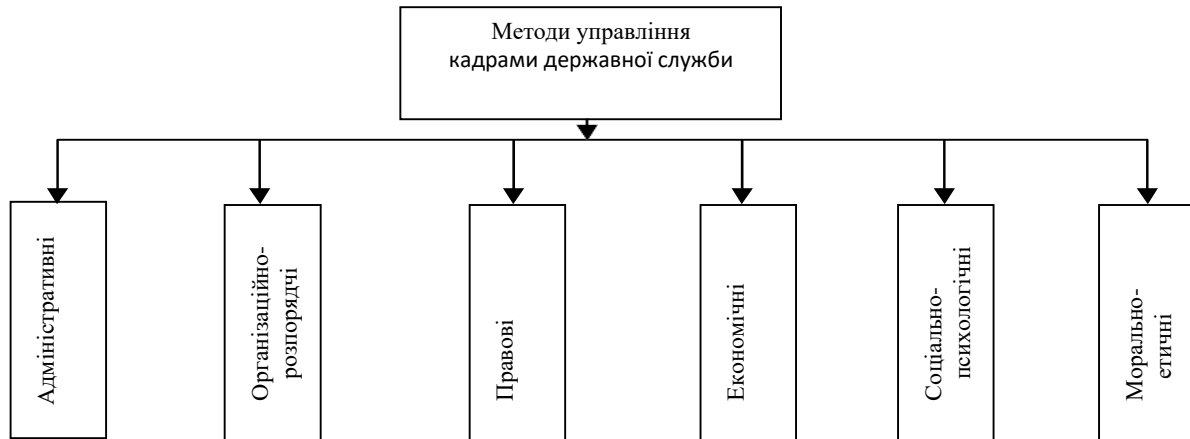 Методи управління
кадрами державної служби
Адміністративні
Організаційно-
розпорядчі
Правові
Економічні
Соціально-
психологічні
Морально-
етичні